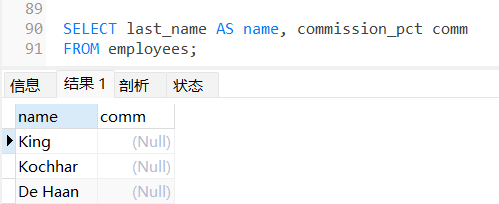 89
90 SELECT last_name AS name, commission_pct comm
91 FROM employees;
信息 结果 1 剖析 状态
name comm
King (Null)
Kochhar (Null)
De Haan (Null)